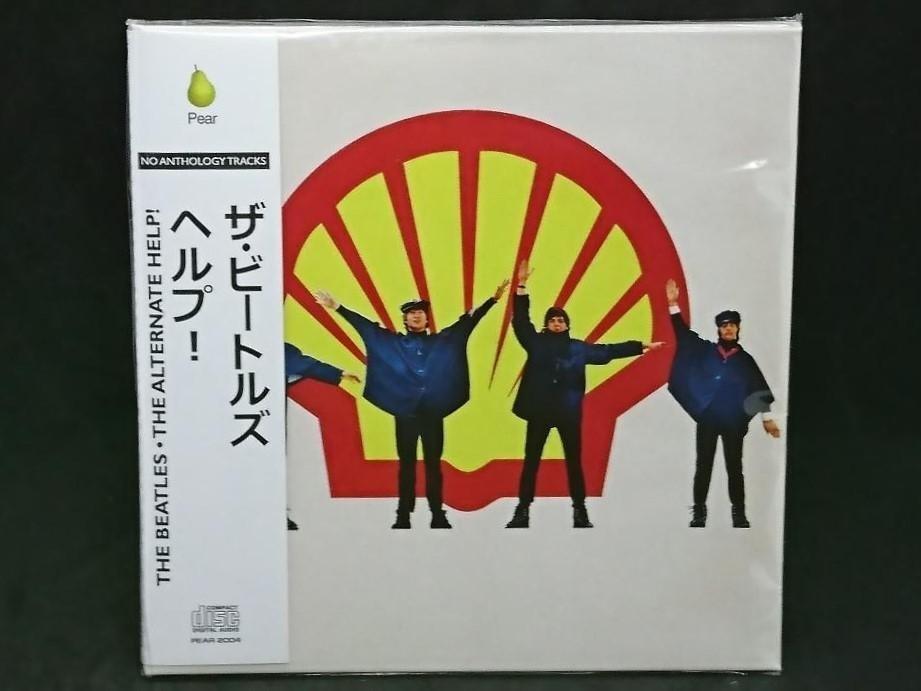 Pear
NO ANTHOLOGY TRACKS
ザ・ビートルズ
ヘルプ！
THE BEATLES • THE ALTERNATE HELP!
COMPACT
disc
DIGITAL AUDIO
PEAR 2004